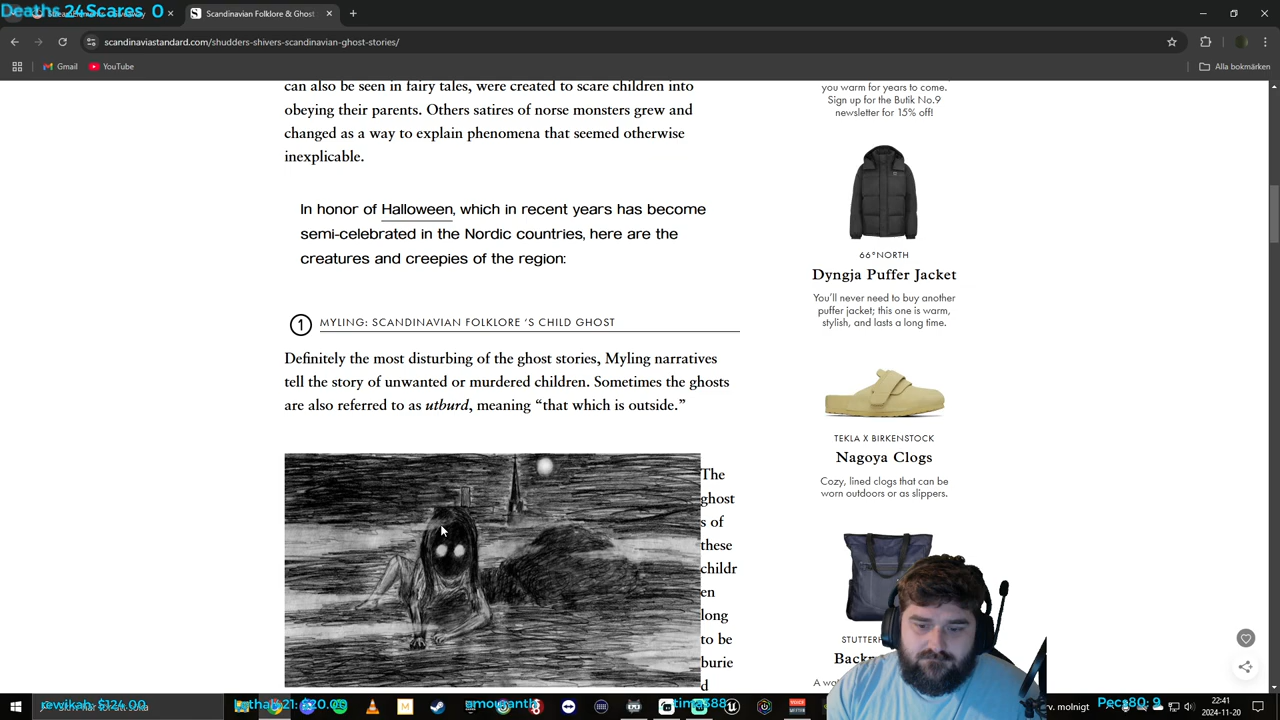 Deaths 24 Scares 0
Scandinavian Folklore & Ghost
scandinaviastandard.com/shudders-shivers-scandinavian-ghost-stories/
Gmail
YouTube
Alla bokmärken
can also be seen in fairy tales, were created to scare children into
obeying their parents. Others satires of norse monsters grew and
changed as a way to explain phenomena that seemed otherwise
inexplicable.
In honor of Halloween, which in recent years has become
semi-celebrated in the Nordic countries, here are the
creatures and creepies of the region:
1 MYLING: SCANDINAVIAN FOLKLORE 'S CHILD GHOST
Definitely the most disturbing of the ghost stories, Myling narratives
tell the story of unwanted or murdered children. Sometimes the ghosts
are also referred to as utburd, meaning “that which is outside.”
The
ghost
s of
these
childr
en
long
to be
burie
d
you warm for years to come.
Sign up for the Butik No.9
newsletter for 15% off!
66°NORTH
Dyngja Puffer Jacket
You'll never need to buy another
puffer jacket; this one is warm,
stylish, and lasts a long time.
TEKLA X BIRKENSTOCK
Nagoya Clogs
Cozy, lined clogs that can be
worn outdoors or as slippers.
STUTTERH
Backp
A wo
rv. molnigt
22:41
2024-11-20
Peca80: 9